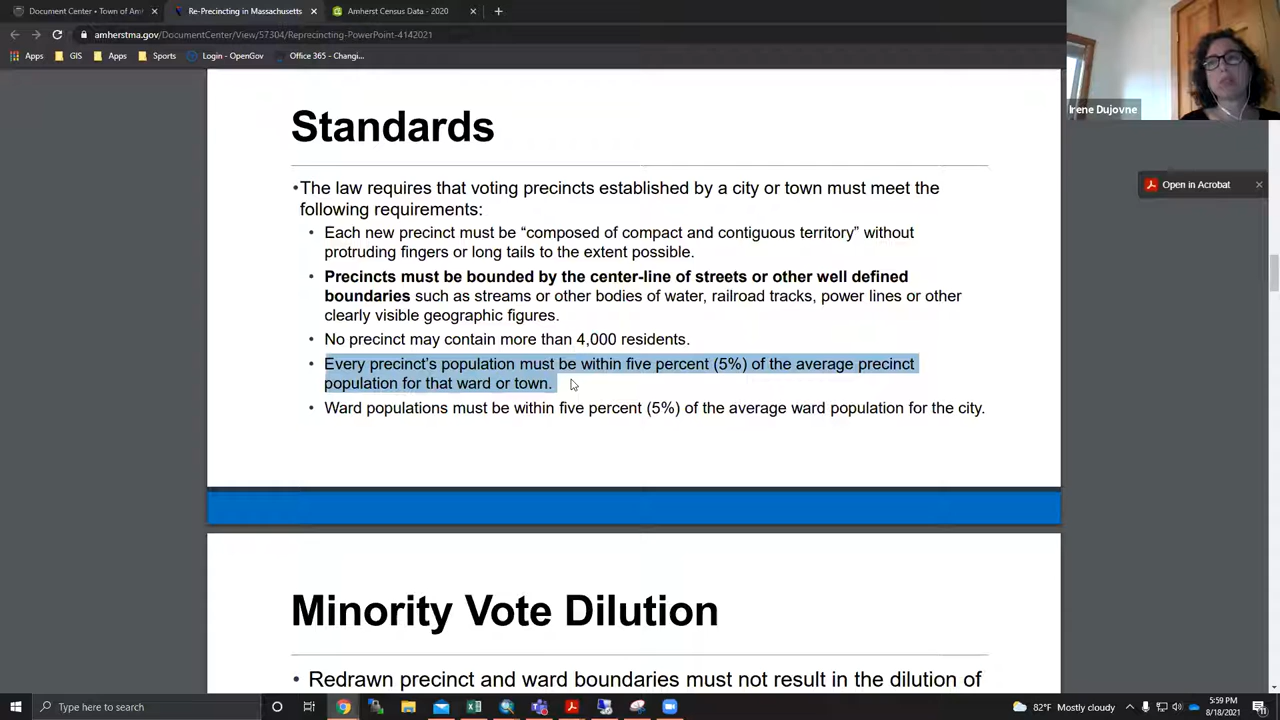 Document Center • Town of Am
Re-Precincting in Massachusetts
Amherst Census Data - 2020
amherstma.gov/DocumentCenter/View/57304/Reprecincting-PowerPoint-4142021
Apps
GIS
Apps
Sports
Login - OpenGov
Office 365 - Changi...
Irene Dujovne
Open in Acrobat
Standards
•The law requires that voting precincts established by a city or town must meet the
following requirements:
• Each new precinct must be “composed of compact and contiguous territory” without
protruding fingers or long tails to the extent possible.
• Precincts must be bounded by the center-line of streets or other well defined
boundaries such as streams or other bodies of water, railroad tracks, power lines or other
clearly visible geographic figures.
• No precinct may contain more than 4,000 residents.
• Every precinct’s population must be within five percent (5%) of the average precinct
population for that ward or town.
• Ward populations must be within five percent (5%) of the average ward population for the city.
Minority Vote Dilution
• Redrawn precinct and ward boundaries must not result in the dilution of
Type here to search
82°F Mostly cloudy
5:59 PM
8/18/2021